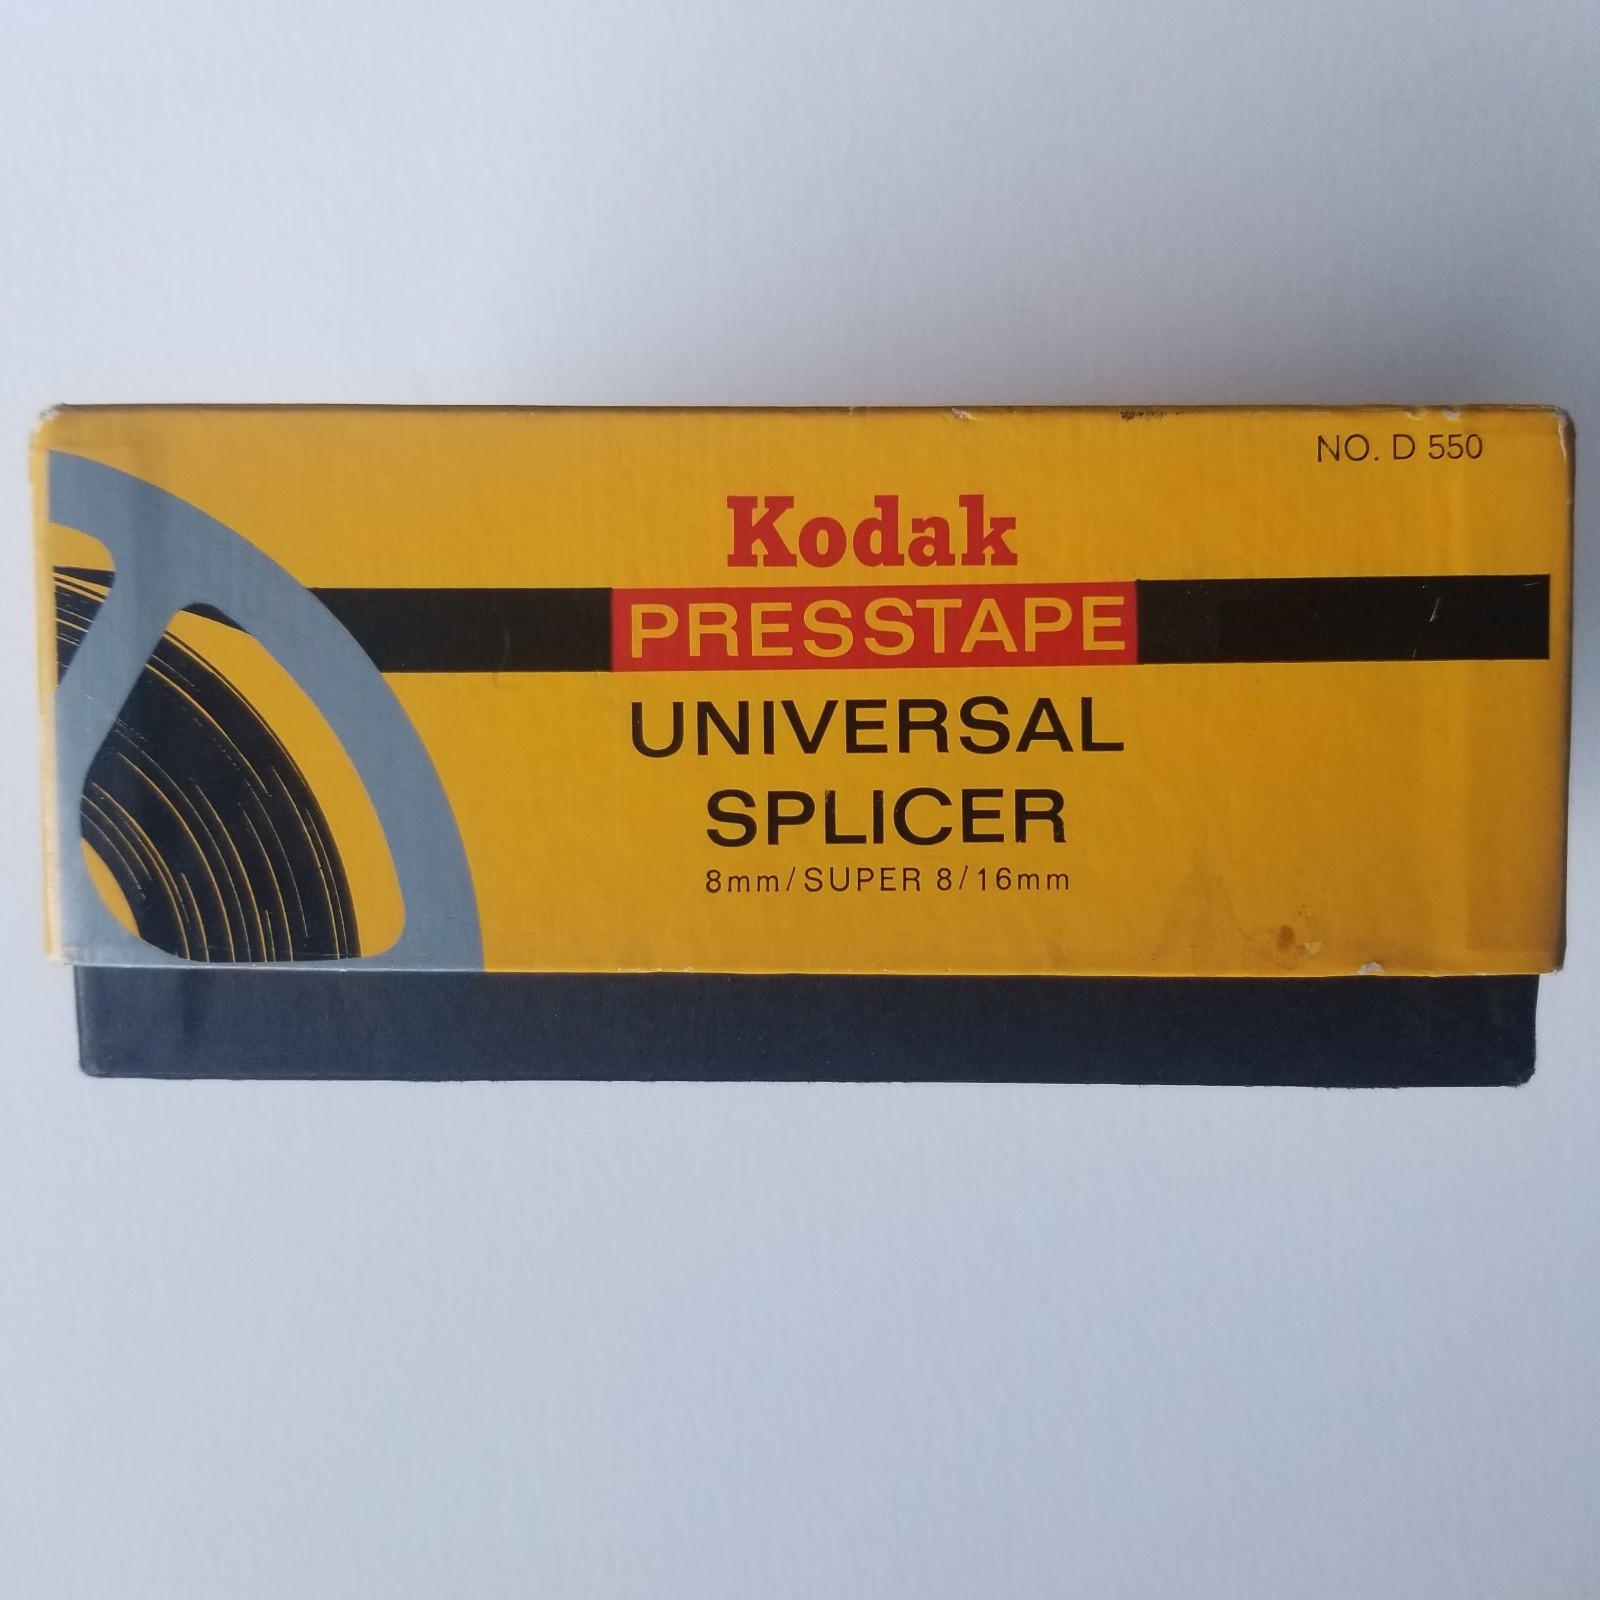 NO. D 550
Kodak
PRESSTAPE
UNIVERSAL
SPLICER
8mm/SUPER 8/16mm